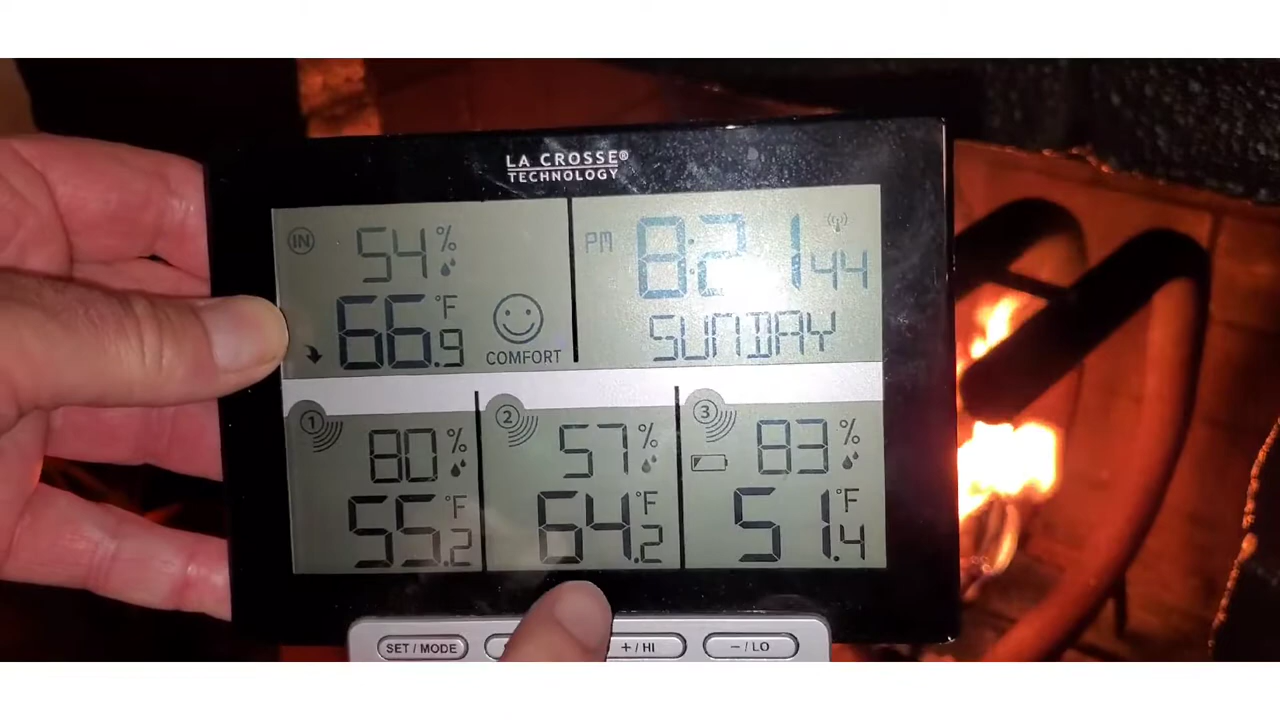 LA CROSSE®
TECHNOLOGY
IN
54%
66.9°F
COMFORT
PM 8:21 44
SUNDAY
1
80%
55.2°F
2
57%
64.2°F
3
83%
51.4°F
SET / MODE
+ / HI
− / LO